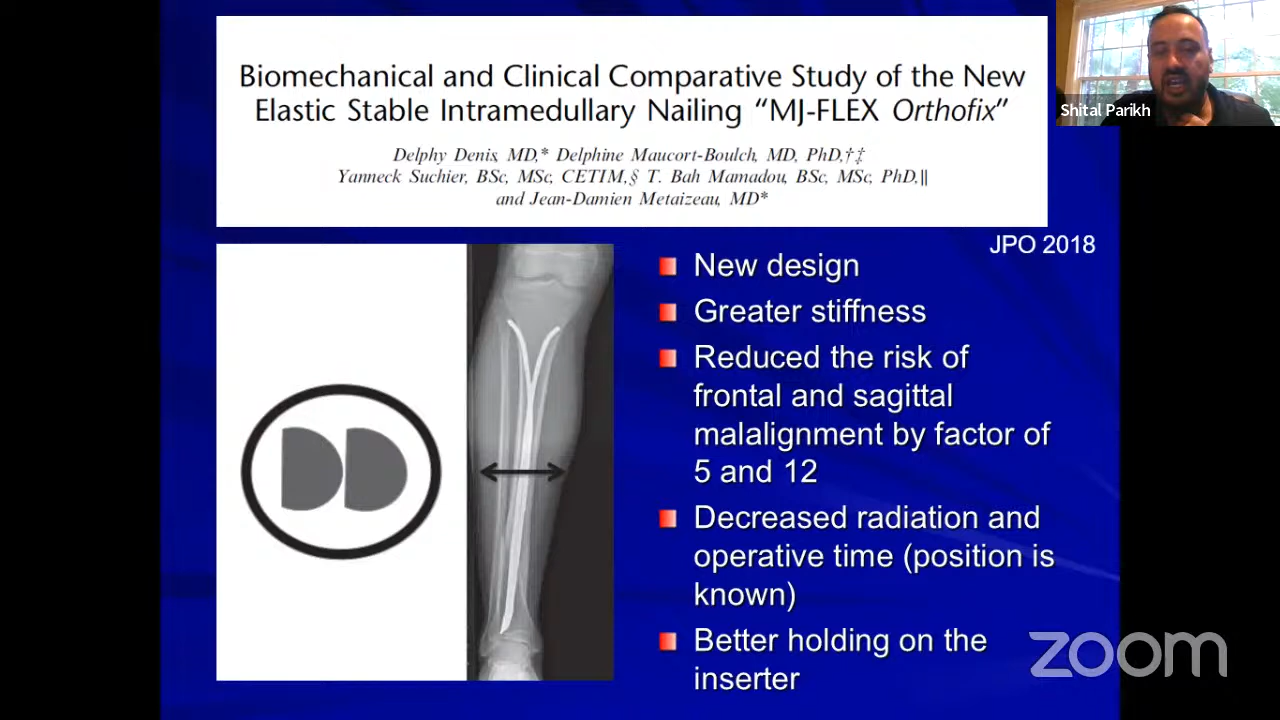 Biomechanical and Clinical Comparative Study of the New
Elastic Stable Intramedullary Nailing “MJ-FLEX Orthofix”
Delphy Denis, MD,* Delphine Maucort-Boulch, MD, PhD,†‡
Yanneck Suchier, BSc, MSc, CETIM,§ T. Bah Mamadou, BSc, MSc, PhD,||
and Jean-Damien Metaizeau, MD*
Shital Parikh
JPO 2018
New design
Greater stiffness
Reduced the risk of
frontal and sagittal
malalignment by factor of
5 and 12
Decreased radiation and
operative time (position is
known)
Better holding on the
inserter
zoom